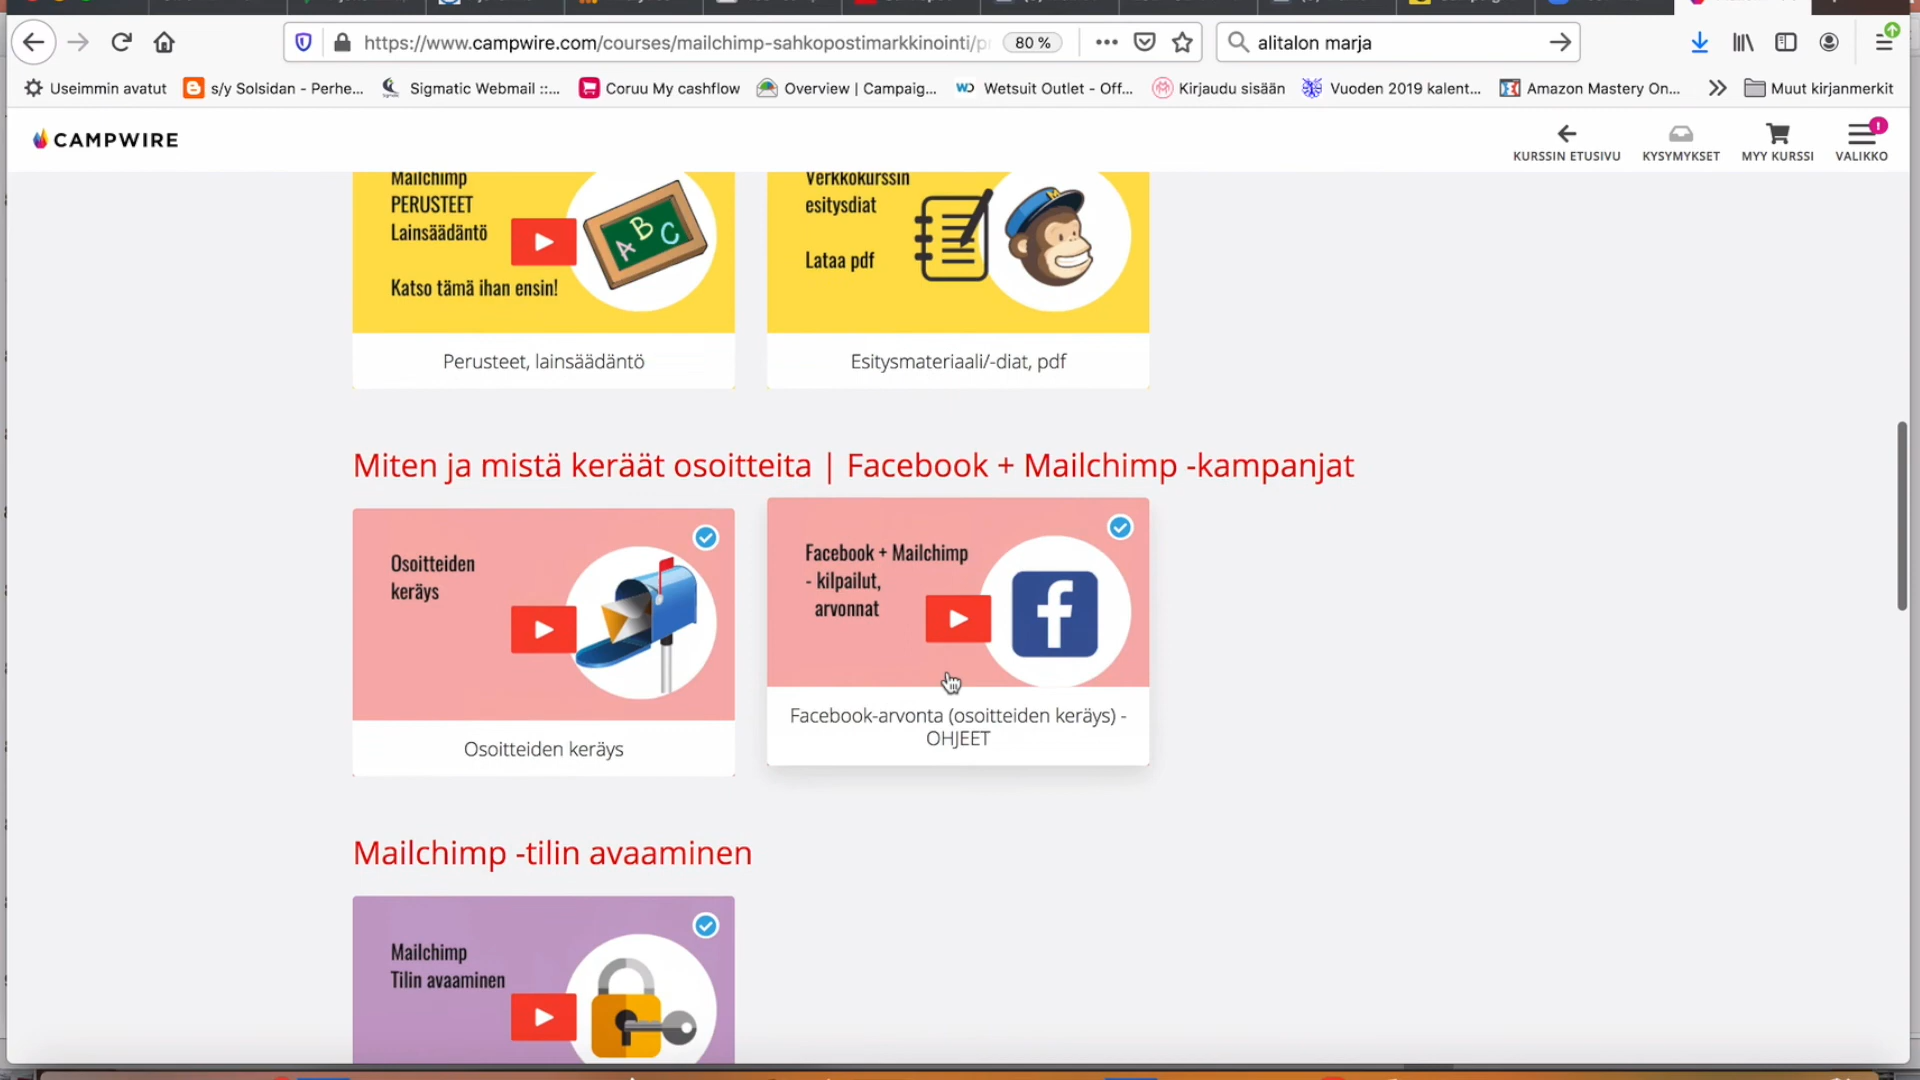 https://www.campwire.com/courses/mailchimp-sahkopostimarkkinointi/p
80 %
alitalon marja
Useimmin avatut
s/y Solsidan - Perhe...
Sigmatic Webmail ::...
Coruu My cashflow
Overview | Campaig...
WD Wetsuit Outlet - Off...
Kirjaudu sisään
Vuoden 2019 kalent...
Amazon Mastery On...
Muut kirjanmerkit
CAMPWIRE
KURSSIN ETUSIVU
KYSYMYKSET
MYY KURSSI
VALIKKO
Mailchimp
PERUSTEET
Lainsäädäntö
Katso tämä ihan ensin!
A B C
Perusteet, lainsäädäntö
Verkkokurssin
esitysdiat
Lataa pdf
Esitysmateriaali/-diat, pdf
Miten ja mistä keräät osoitteita | Facebook + Mailchimp -kampanjat
Osoitteiden
keräys
Osoitteiden keräys
Facebook + Mailchimp
- kilpailut,
arvonnat
f
Facebook-arvonta (osoitteiden keräys) -
OHJEET
Mailchimp -tilin avaaminen
Mailchimp
Tilin avaaminen